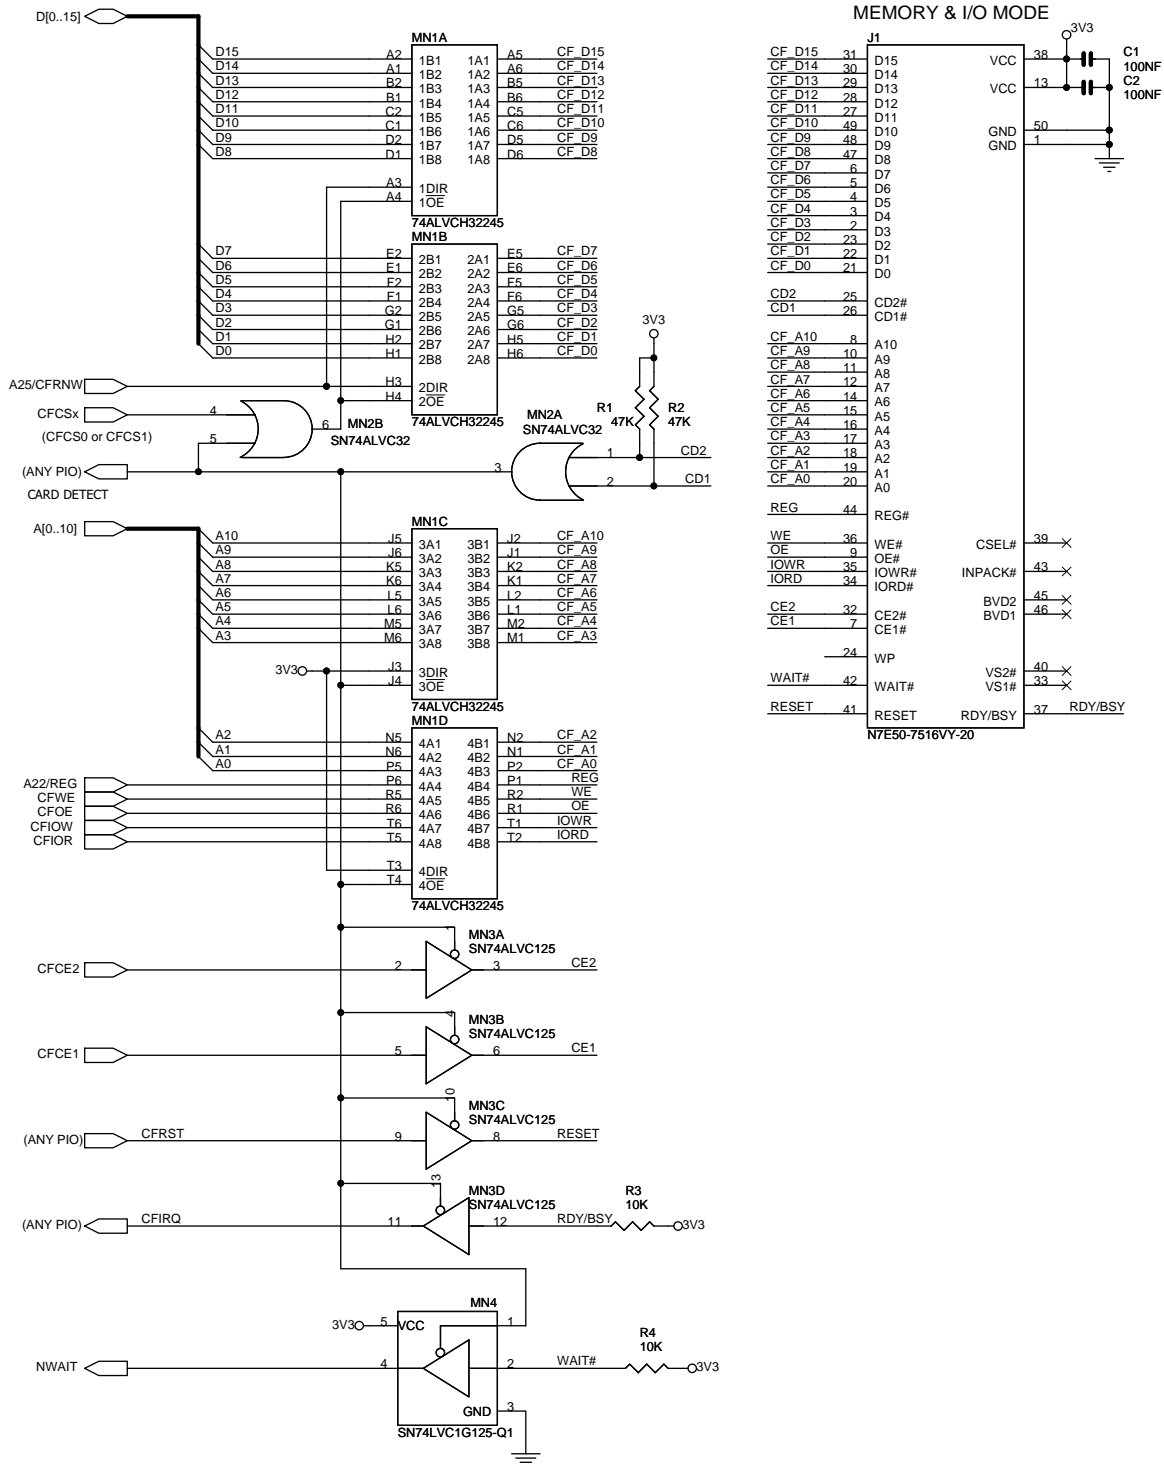 MEMORY & I/O MODE
D[0..15]
MN1A
D15 A2 1B1 1A1 A5 CF_D15
D14 A1 1B2 1A2 A6 CF_D14
D13 B2 1B3 1A3 B5 CF_D13
D12 B1 1B4 1A4 B6 CF_D12
D11 C2 1B5 1A5 C5 CF_D11
D10 C1 1B6 1A6 C6 CF_D10
D9 D2 1B7 1A7 D5 CF_D9
D8 D1 1B8 1A8 D6 CF_D8
A3 1DIR
A4 1OE
74ALVCH32245
MN1B
D7 E2 2B1 2A1 E5 CF_D7
D6 E1 2B2 2A2 E6 CF_D6
D5 F2 2B3 2A3 F5 CF_D5
D4 F1 2B4 2A4 F6 CF_D4
D3 G2 2B5 2A5 G5 CF_D3
D2 G1 2B6 2A6 G6 CF_D2
D1 H2 2B7 2A7 H5 CF_D1
D0 H1 2B8 2A8 H6 CF_D0
A25/CFRNW H3 2DIR
H4 2OE
74ALVCH32245
CFCSx 4
(CFCS0 or CFCS1) 5
6
MN2B
SN74ALVC32
3V3
R1
47K
R2
47K
MN2A
SN74ALVC32
1 CD2
2 CD1
3
(ANY PIO)
CARD DETECT
A[0..10]
MN1C
A10 J5 3A1 3B1 J2 CF_A10
A9 J6 3A2 3B2 J1 CF_A9
A8 K5 3A3 3B3 K2 CF_A8
A7 K6 3A4 3B4 K1 CF_A7
A6 L5 3A5 3B5 L2 CF_A6
A5 L6 3A6 3B6 L1 CF_A5
A4 M5 3A7 3B7 M2 CF_A4
A3 M6 3A8 3B8 M1 CF_A3
3V3 J3 3DIR
J4 3OE
74ALVCH32245
MN1D
A2 N5 4A1 4B1 N2 CF_A2
A1 N6 4A2 4B2 N1 CF_A1
A0 P5 4A3 4B3 P2 CF_A0
A22/REG P6 4A4 4B4 P1 REG
CFWE R5 4A5 4B5 R2 WE
CFOE R6 4A6 4B6 R1 OE
CFIOW T6 4A7 4B7 T1 IOWR
CFIOR T5 4A8 4B8 T2 IORD
T3 4DIR
T4 4OE
74ALVCH32245
1
MN3A
SN74ALVC125
CFCE2 2 3 CE2
4
MN3B
SN74ALVC125
CFCE1 5 6 CE1
10
MN3C
SN74ALVC125
(ANY PIO) CFRST 9 8 RESET
13
MN3D
SN74ALVC125
R3
10K
(ANY PIO) CFIRQ 11 12 RDY/BSY 3V3
MN4
3V3 5 VCC 1
R4
10K
NWAIT 4 2 WAIT# 3V3
GND 3
SN74LVC1G125-Q1
J1
3V3
CF_D15 31 D15 VCC 38
CF_D14 30 D14
CF_D13 29 D13 VCC 13
CF_D12 28 D12
CF_D11 27 D11
CF_D10 49 D10 GND 50
CF_D9 48 D9 GND 1
CF_D8 47 D8
CF_D7 6 D7
CF_D6 5 D6
CF_D5 4 D5
CF_D4 3 D4
CF_D3 2 D3
CF_D2 23 D2
CF_D1 22 D1
CF_D0 21 D0
C1
100NF
C2
100NF
CD2 25 CD2#
CD1 26 CD1#
CF_A10 8 A10
CF_A9 10 A9
CF_A8 11 A8
CF_A7 12 A7
CF_A6 14 A6
CF_A5 15 A5
CF_A4 16 A4
CF_A3 17 A3
CF_A2 18 A2
CF_A1 19 A1
CF_A0 20 A0
REG 44 REG#
WE 36 WE# CSEL# 39
OE 9 OE#
IOWR 35 IOWR# INPACK# 43
IORD 34 IORD#
BVD2 45
CE2 32 CE2# BVD1 46
CE1 7 CE1#
24 WP
VS2# 40
WAIT# 42 WAIT# VS1# 33
RESET 41 RESET RDY/BSY 37 RDY/BSY
N7E50-7516VY-20